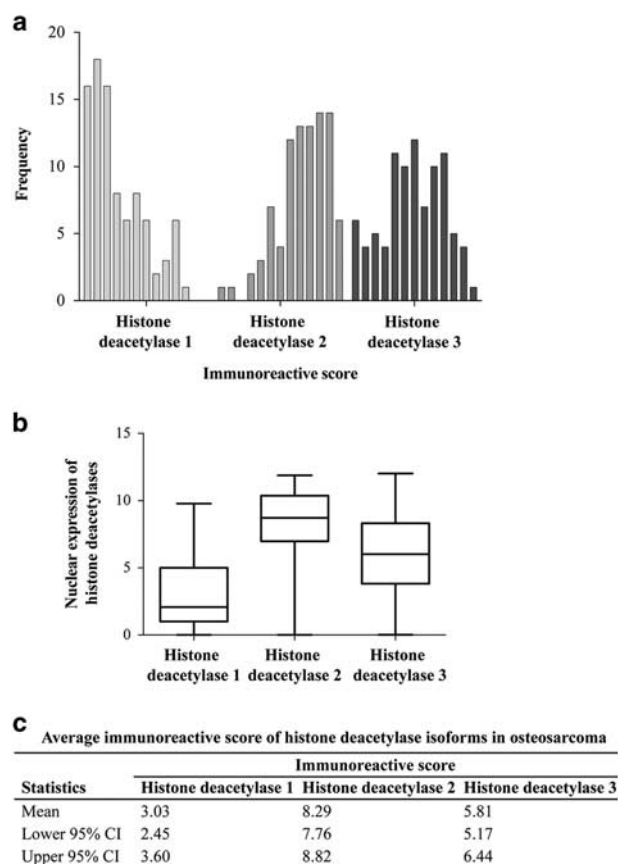 a
20
15
10
5
0
Frequency
Histone deacetylase 1
Histone deacetylase 2
Histone deacetylase 3
Immunoreactive score
b
15
10
5
0
Nuclear expression of
histone deacetylases
Histone deacetylase 1
Histone deacetylase 2
Histone deacetylase 3
c
Average immunoreactive score of histone deacetylase isoforms in osteosarcoma
Immunoreactive score
Statistics Histone deacetylase 1 Histone deacetylase 2 Histone deacetylase 3
Mean 3.03 8.29 5.81
Lower 95% CI 2.45 7.76 5.17
Upper 95% CI 3.60 8.82 6.44